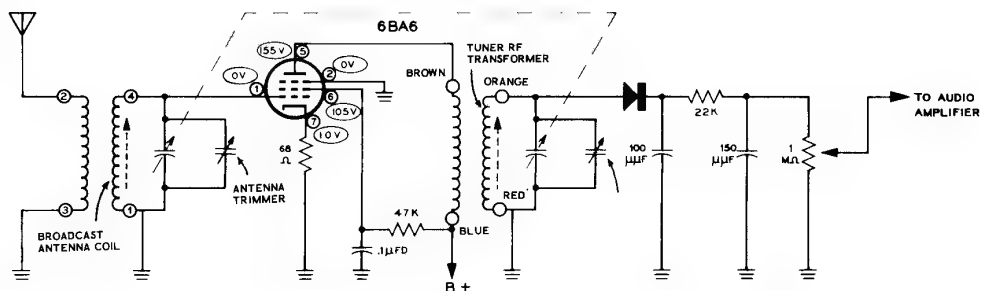 6BA6
155V
5
0V
2
0V
1
6
105V
7
1.0V
68
Ω
2
4
3
1
ANTENNA
TRIMMER
BROADCAST
ANTENNA COIL
.1µFD
47K
BROWN
BLUE
B +
TUNER RF
TRANSFORMER
ORANGE
RED
100
µµF
22K
150
µµF
1
MΩ
TO AUDIO
AMPLIFIER